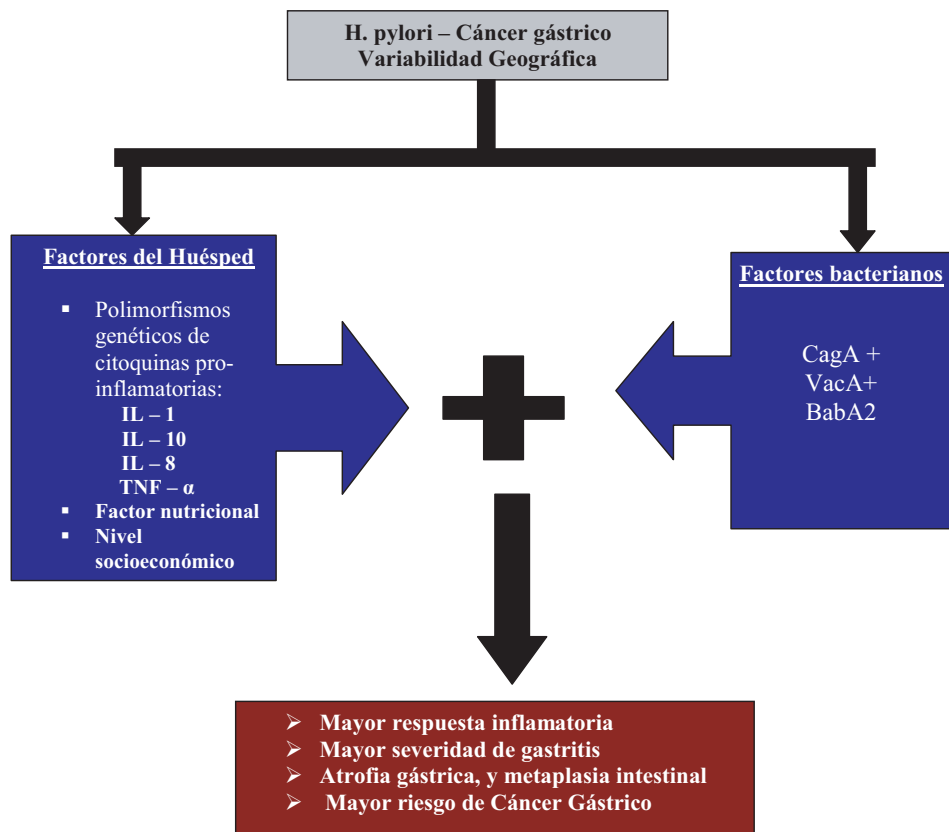 H. pylori – Cáncer gástrico
Variabilidad Geográfica
Factores del Huésped
▪ Polimorfismos
genéticos de
citoquinas pro-
inflamatorias:
IL – 1
IL – 10
IL – 8
TNF – α
▪ Factor nutricional
▪ Nivel
socioeconómico
Factores bacterianos
CagA +
VacA+
BabA2
➢ Mayor respuesta inflamatoria
➢ Mayor severidad de gastritis
➢ Atrofia gástrica, y metaplasia intestinal
➢ Mayor riesgo de Cáncer Gástrico